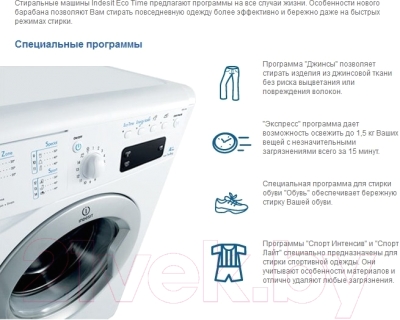 Стиральные машины Indesit Eco Time предлагают программы на все случаи жизни. Особенности нового
барабана позволяют Вам стирать повседневную одежду более эффективно и бережно даже на быстрых
режимах стирки.
Специальные программы
Программа "Джинсы" позволяет
стирать изделия из джинсовой ткани
без риска выцветания или
повреждения волокон.
"Экспресс" программа дает
возможность освежить до 1,5 кг Ваших
вещей с незначительными
загрязнениями всего за 15 минут.
Специальная программа для стирки
обуви "Обувь" обеспечивает бережную
стирку Вашей обуви.
Программы "Спорт Интенсив" и "Спорт
Лайт" специально предназначены для
стирки спортивной одежды: Они
учитывают особенности материалов и
отлично удаляют любые загрязнения.
INDESIT
21vek.by